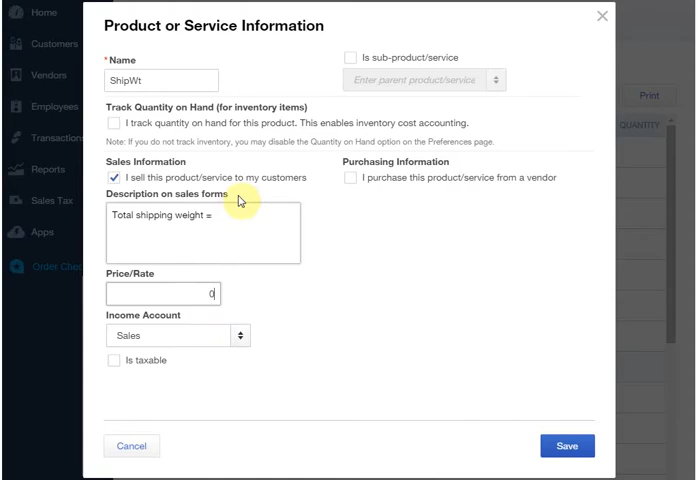 Home
Customers
Vendors
Employees
Transaction
Reports
Sales Tax
Apps
Order Chec
Product or Service Information
* Name
ShipWt
Is sub-product/service
Enter parent product/service
Track Quantity on Hand (for inventory items)
I track quantity on hand for this product. This enables inventory cost accounting.
Note: If you do not track inventory, you may disable the Quantity on Hand option on the Preferences page.
Sales Information
I sell this product/service to my customers
Description on sales forms
Total shipping weight =
Price/Rate
0
Income Account
Sales
Is taxable
Purchasing Information
I purchase this product/service from a vendor
Cancel
Save
Print
QUANTITY